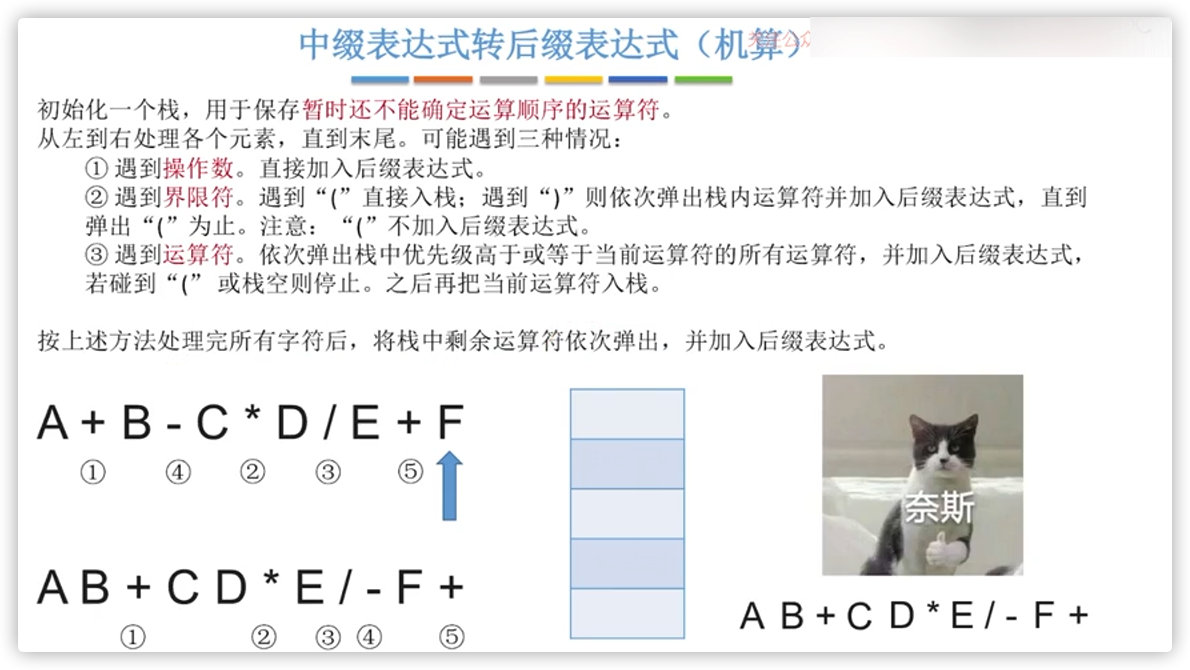 中缀表达式转后缀表达式（机算）
初始化一个栈，用于保存暂时还不能确定运算顺序的运算符。
从左到右处理各个元素，直到末尾。可能遇到三种情况：
① 遇到操作数。直接加入后缀表达式。
② 遇到界限符。遇到“(”直接入栈；遇到“)”则依次弹出栈内运算符并加入后缀表达式，直到
弹出“(”为止。注意：“(”不加入后缀表达式。
③ 遇到运算符。依次弹出栈中优先级高于或等于当前运算符的所有运算符，并加入后缀表达式，
若碰到“(” 或栈空则停止。之后再把当前运算符入栈。
按上述方法处理完所有字符后，将栈中剩余运算符依次弹出，并加入后缀表达式。
A + B - C * D / E + F
① ④ ② ③ ⑤
奈斯
A B + C D * E / - F +
① ② ③ ④ ⑤
A B + C D * E / - F +